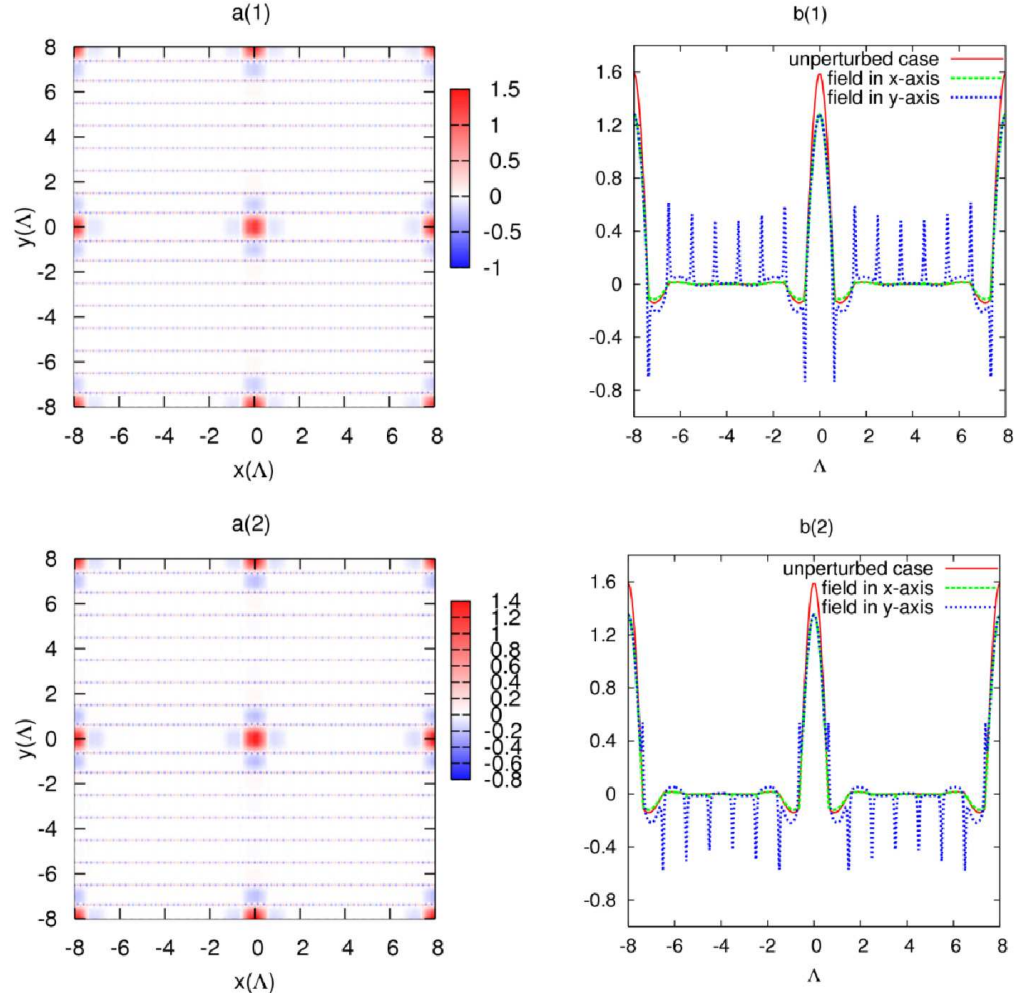 a(1)
8
6
4
2
0
-2
-4
-6
-8
y(Λ)
-8 -6 -4 -2 0 2 4 6 8
x(Λ)
1.5
1
0.5
0
-0.5
-1
b(1)
unperturbed case
field in x-axis
field in y-axis
1.6
1.2
0.8
0.4
0
-0.4
-0.8
-8 -6 -4 -2 0 2 4 6 8
Λ
a(2)
8
6
4
2
0
-2
-4
-6
-8
y(Λ)
-8 -6 -4 -2 0 2 4 6 8
x(Λ)
1.4
1.2
1
0.8
0.6
0.4
0.2
0
-0.2
-0.4
-0.6
-0.8
b(2)
unperturbed case
field in x-axis
field in y-axis
1.6
1.2
0.8
0.4
0
-0.4
-0.8
-8 -6 -4 -2 0 2 4 6 8
Λ